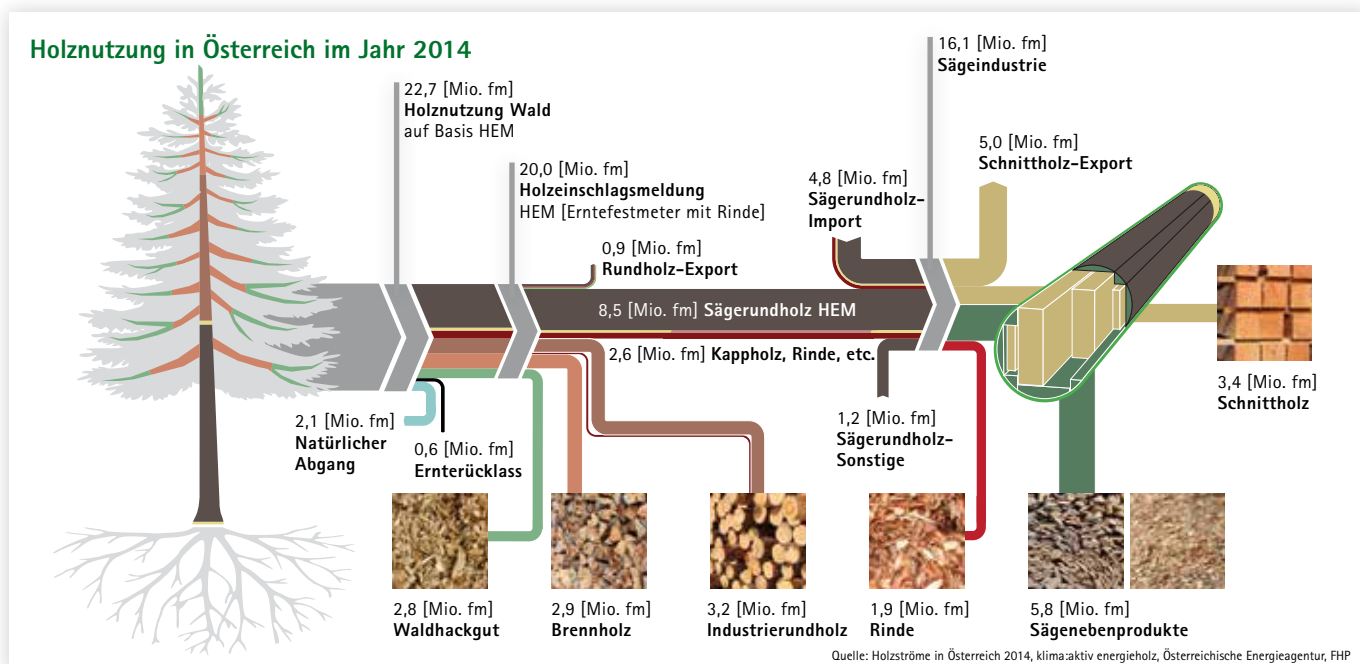 Holznutzung in Österreich im Jahr 2014
22,7 [Mio. fm]
Holznutzung Wald
auf Basis HEM
20,0 [Mio. fm]
Holzeinschlagsmeldung
HEM [Erntefestmeter mit Rinde]
0,9 [Mio. fm]
Rundholz-Export
4,8 [Mio. fm]
Sägerundholz-
Import
16,1 [Mio. fm]
Sägeindustrie
5,0 [Mio. fm]
Schnittholz-Export
8,5 [Mio. fm] Sägerundholz HEM
2,6 [Mio. fm] Kappholz, Rinde, etc.
3,4 [Mio. fm]
Schnittholz
2,1 [Mio. fm]
Natürlicher
Abgang
0,6 [Mio. fm]
Ernterücklass
1,2 [Mio. fm]
Sägerundholz-
Sonstige
2,8 [Mio. fm]
Waldhackgut
2,9 [Mio. fm]
Brennholz
3,2 [Mio. fm]
Industrierundholz
1,9 [Mio. fm]
Rinde
5,8 [Mio. fm]
Sägenebenprodukte
Quelle: Holzströme in Österreich 2014, klima:aktiv energieholz, Österreichische Energieagentur, FHP